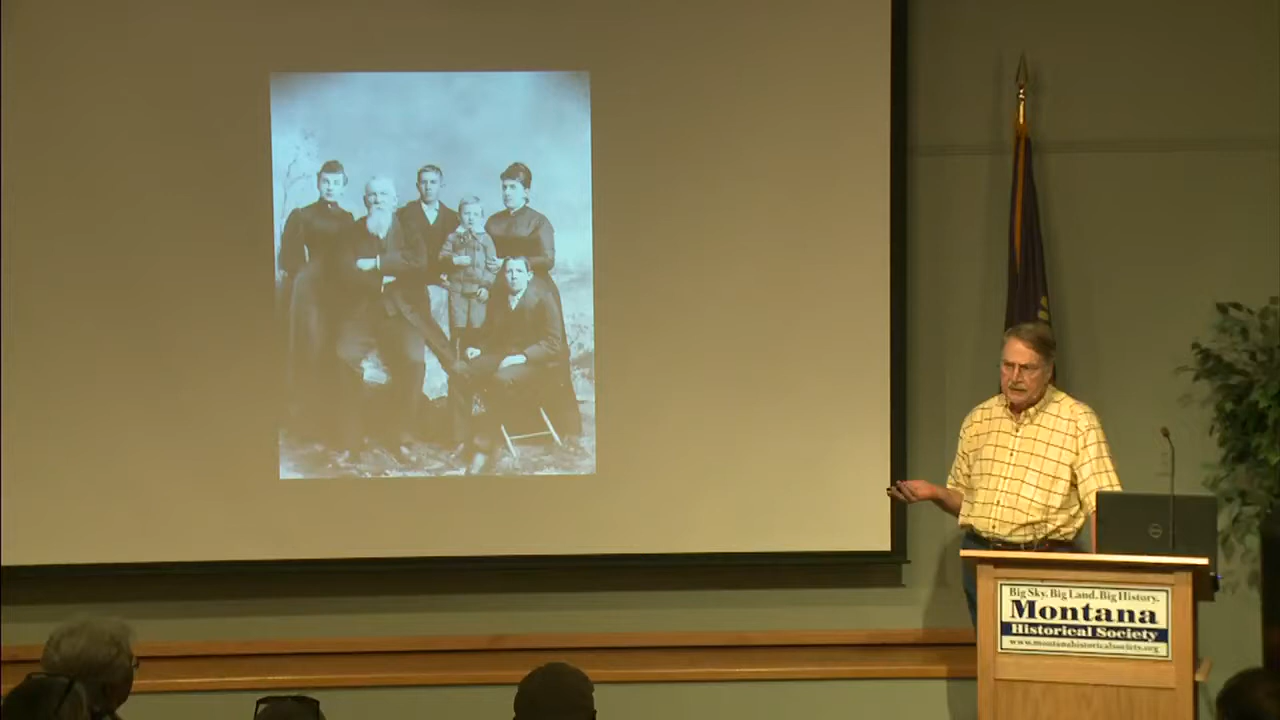 Big Sky. Big Land. Big History.
Montana
Historical Society
www.montanahistoricalsociety.org